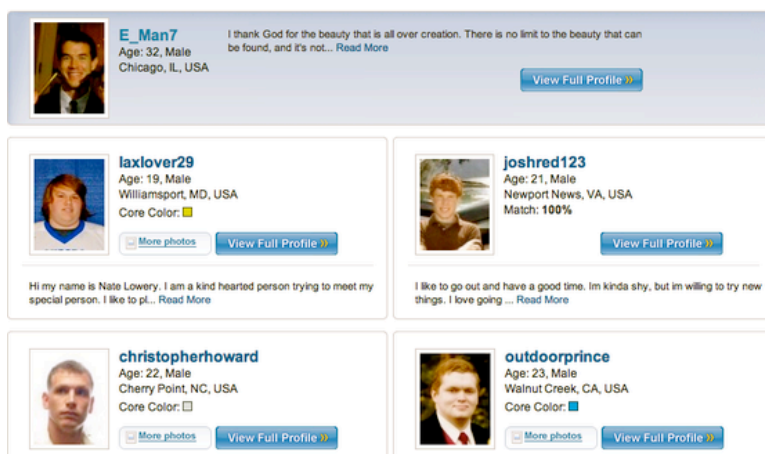 E_Man7
Age: 32, Male
Chicago, IL, USA
I thank God for the beauty that is all over creation. There is no limit to the beauty that can
be found, and it's not... Read More
View Full Profile »
laxlover29
Age: 19, Male
Williamsport, MD, USA
Core Color:
More photos
View Full Profile »
Hi my name is Nate Lowery. I am a kind hearted person trying to meet my
special person. I like to pl... Read More
joshred123
Age: 21, Male
Newport News, VA, USA
Match: 100%
View Full Profile »
I like to go out and have a good time. Im kinda shy, but im willing to try new
things. I love going ... Read More
christopherhoward
Age: 22, Male
Cherry Point, NC, USA
Core Color:
More photos
View Full Profile »
outdoorprince
Age: 23, Male
Walnut Creek, CA, USA
Core Color:
More photos
View Full Profile »